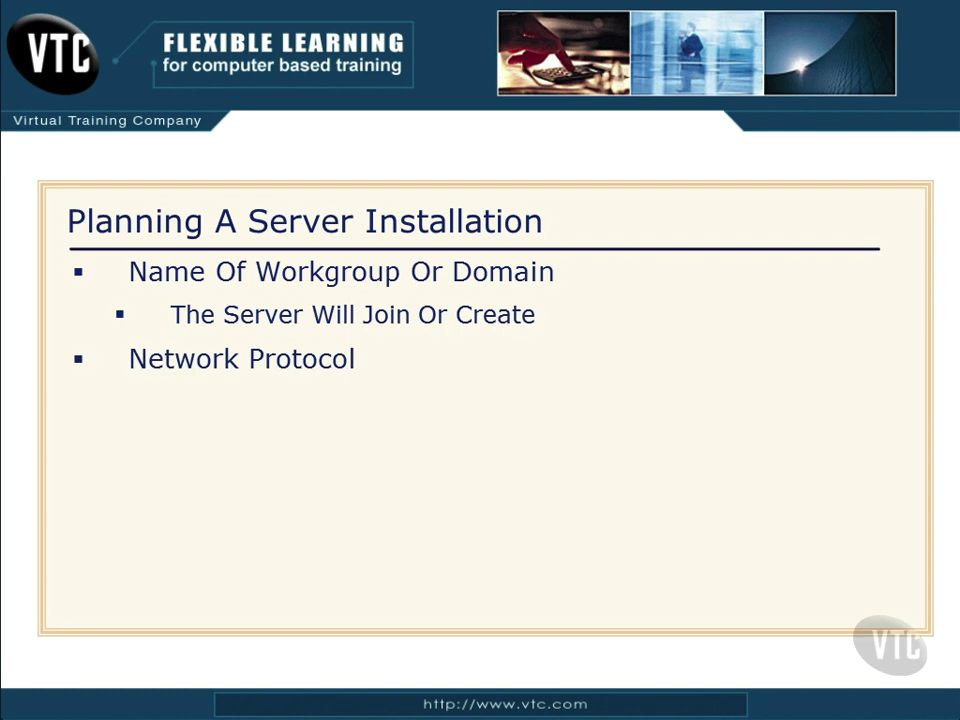 VTC
FLEXIBLE LEARNING
for computer based training
Virtual Training Company
Planning A Server Installation
▪ Name Of Workgroup Or Domain
▪ The Server Will Join Or Create
▪ Network Protocol
VTC
http://www.vtc.com